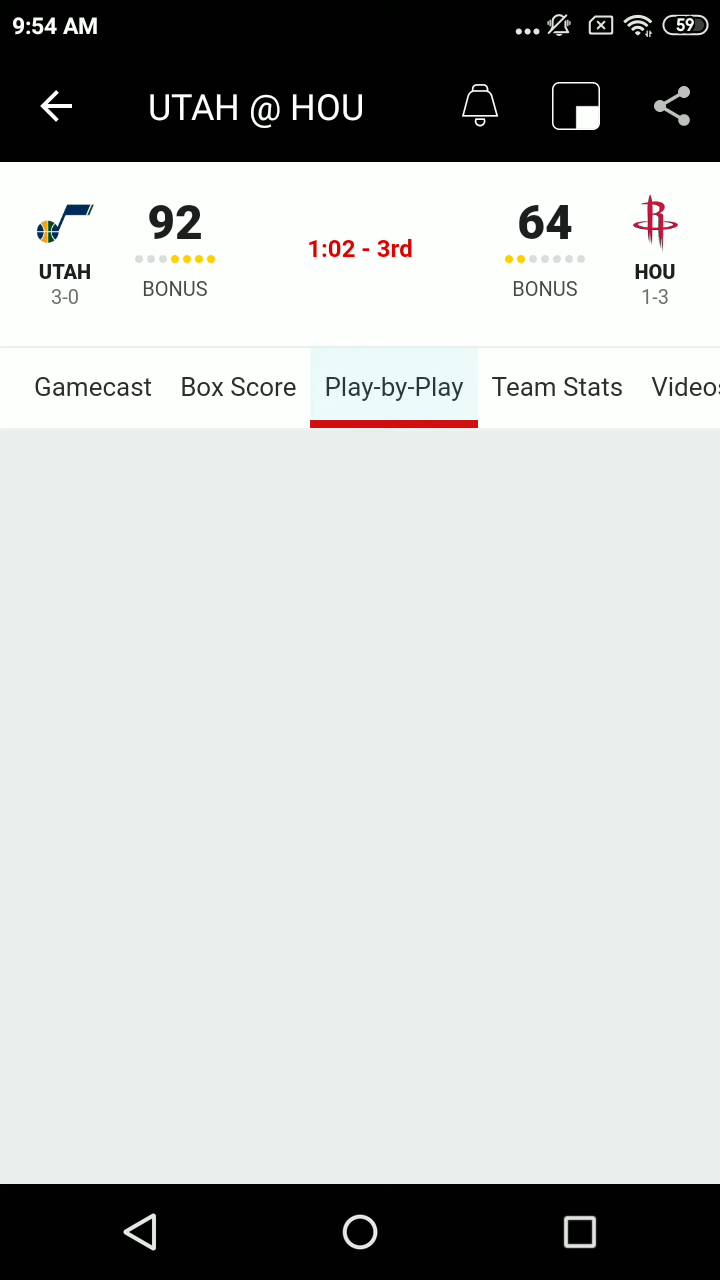 9:54 AM
59
UTAH @ HOU
92
64
1:02 - 3rd
UTAH
BONUS
BONUS
HOU
3-0
1-3
Gamecast
Box Score
Play-by-Play
Team Stats
Videos